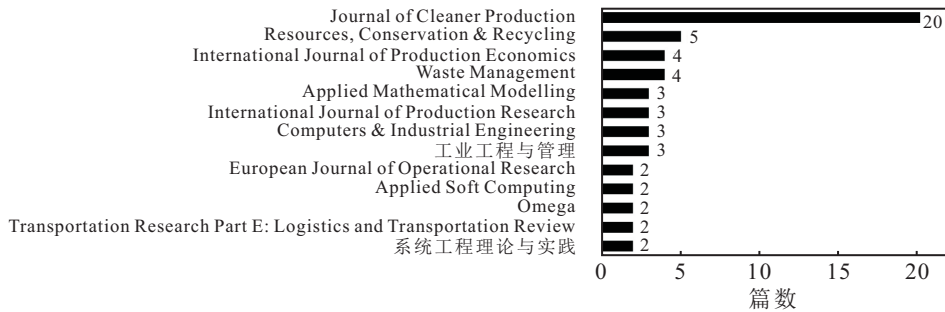 Journal of Cleaner Production 20
Resources, Conservation & Recycling 5
International Journal of Production Economics 4
Waste Management 4
Applied Mathematical Modelling 3
International Journal of Production Research 3
Computers & Industrial Engineering 3
工业工程与管理 3
European Journal of Operational Research 2
Applied Soft Computing 2
Omega 2
Transportation Research Part E: Logistics and Transportation Review 2
系统工程理论与实践 2
0 5 10 15 20
篇数